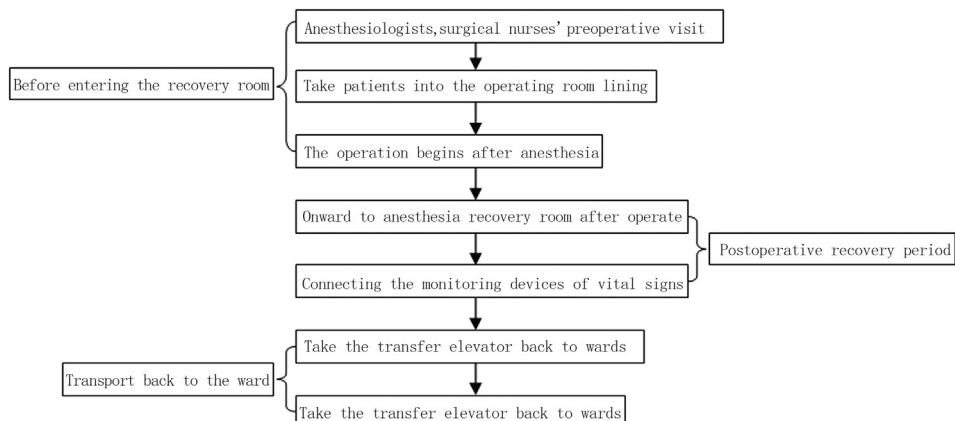 Anesthesiologists,surgical nurses' preoperative visit
Before entering the recovery room
Take patients into the operating room lining
The operation begins after anesthesia
Onward to anesthesia recovery room after operate
Postoperative recovery period
Connecting the monitoring devices of vital signs
Take the transfer elevator back to wards
Transport back to the ward
Take the transfer elevator back to wards